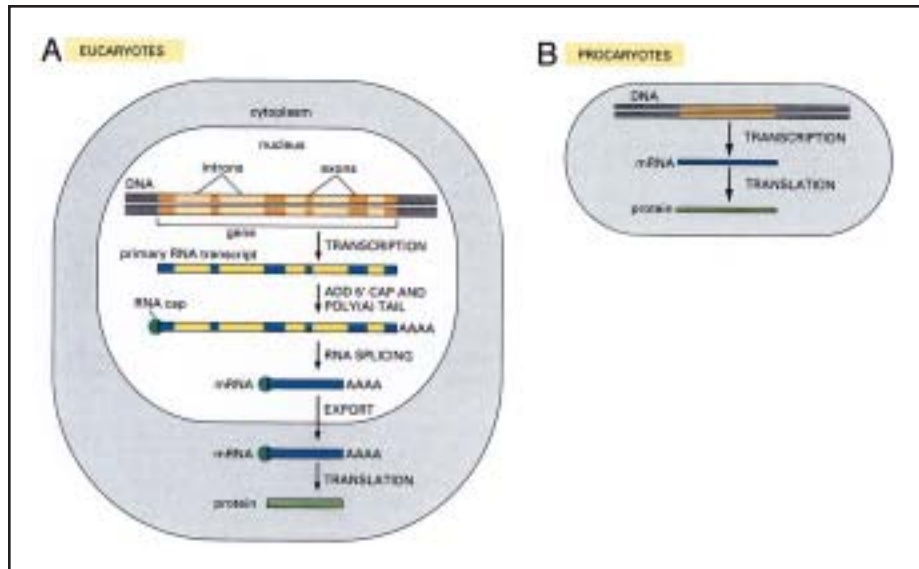 A EUCARYOTES
cytoplasm
nucleus
introns exons
DNA
gene
TRANSCRIPTION
primary RNA transcript
ADD 5' CAP AND
POLY(A) TAIL
RNA cap
AAAA
RNA SPLICING
mRNA AAAA
EXPORT
mRNA AAAA
TRANSLATION
protein
B PROCARYOTES
DNA
TRANSCRIPTION
mRNA
TRANSLATION
protein